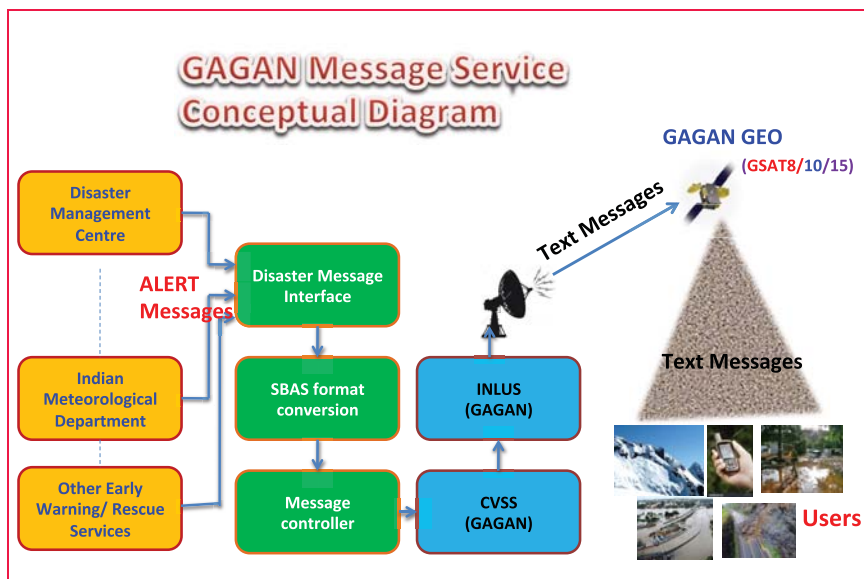 GAGAN Message Service
Conceptual Diagram
GAGAN GEO
(GSAT8/10/15)
Text Messages
Disaster
Management
Centre
ALERT
Messages
Disaster Message
Interface
Text Messages
Indian
Meteorological
Department
SBAS format
conversion
INLUS
(GAGAN)
Other Early
Warning/ Rescue
Services
Message
controller
CVSS
(GAGAN)
Users